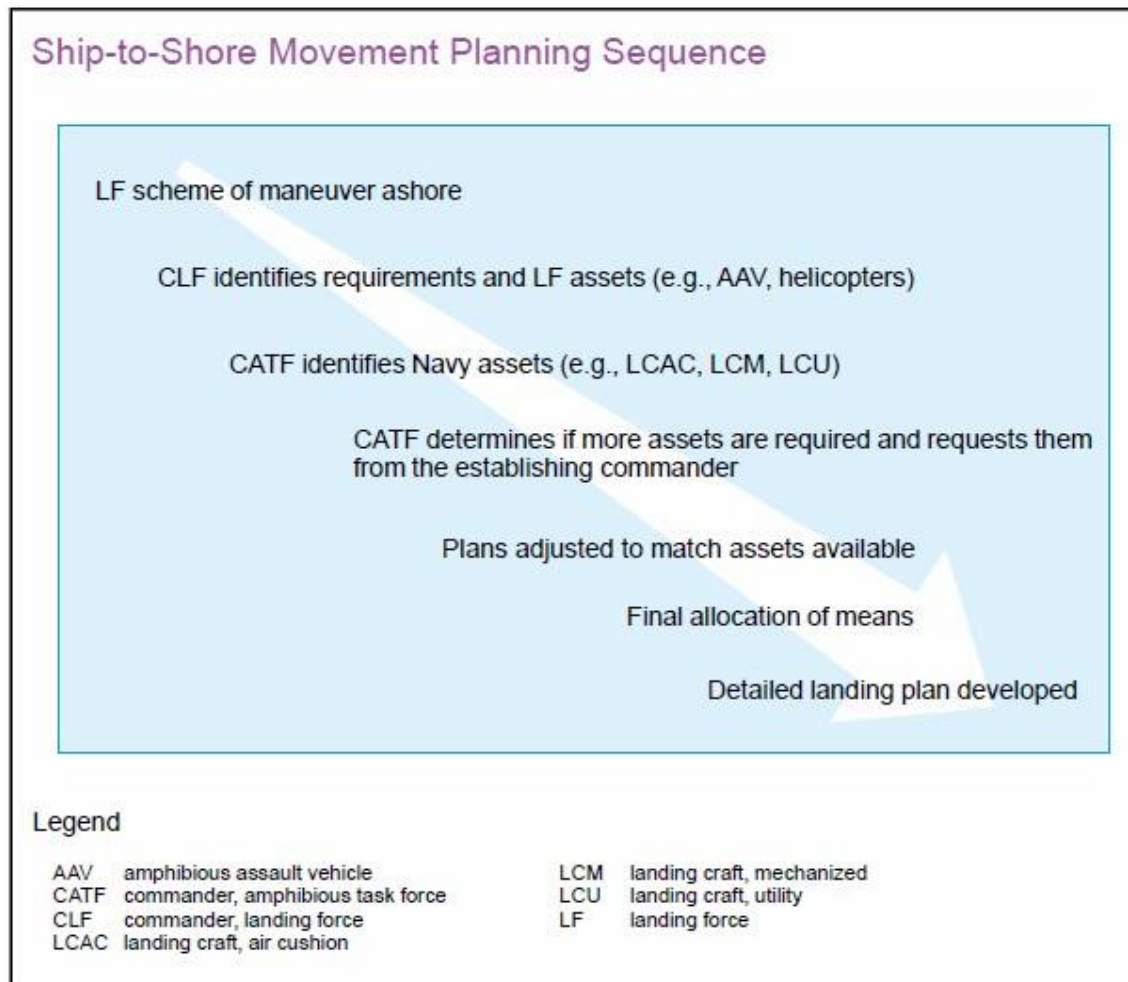 Ship-to-Shore Movement Planning Sequence
LF scheme of maneuver ashore
CLF identifies requirements and LF assets (e.g., AAV, helicopters)
CATF identifies Navy assets (e.g., LCAC, LCM, LCU)
CATF determines if more assets are required and requests them
from the establishing commander
Plans adjusted to match assets available
Final allocation of means
Detailed landing plan developed
Legend
AAV amphibious assault vehicle
CATF commander, amphibious task force
CLF commander, landing force
LCAC landing craft, air cushion
LCM landing craft, mechanized
LCU landing craft, utility
LF landing force